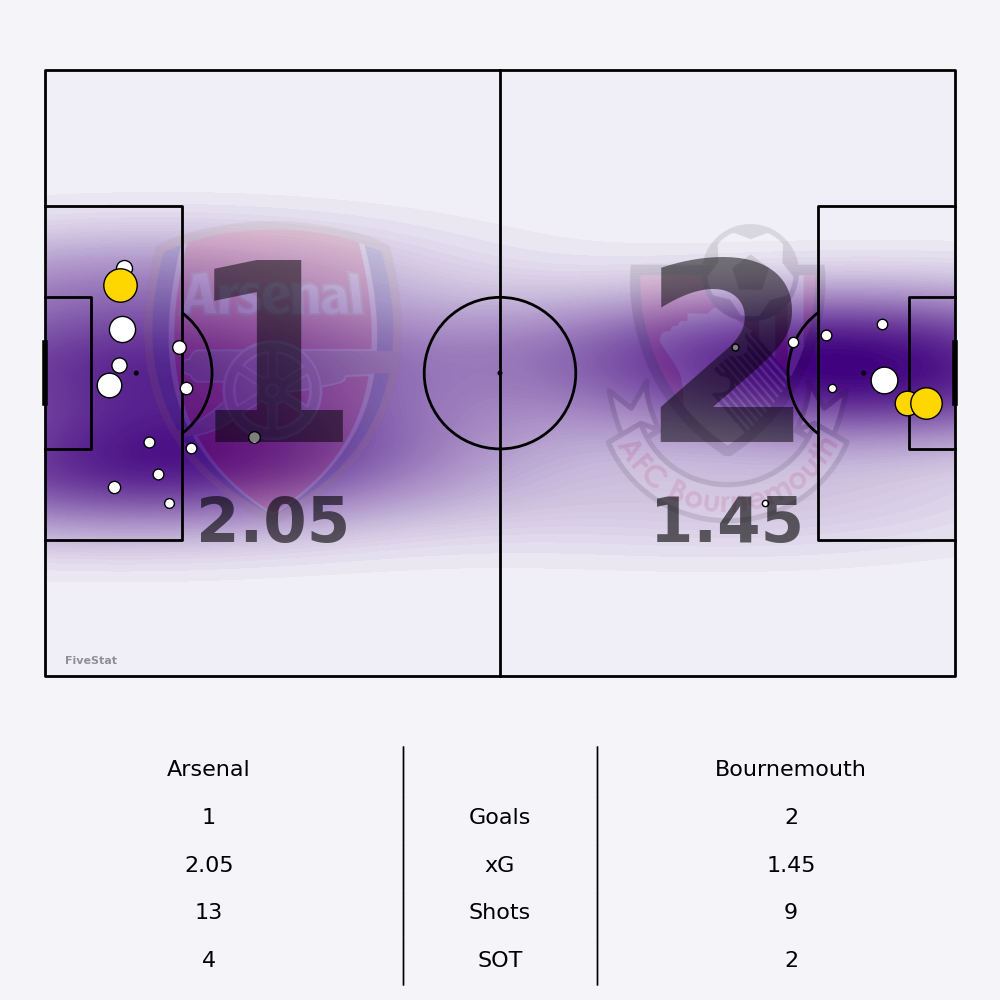 Arsenal
1
2
AFC Bournemouth
2.05
1.45
FiveStat
Arsenal Bournemouth
1 Goals 2
2.05 xG 1.45
13 Shots 9
4 SOT 2